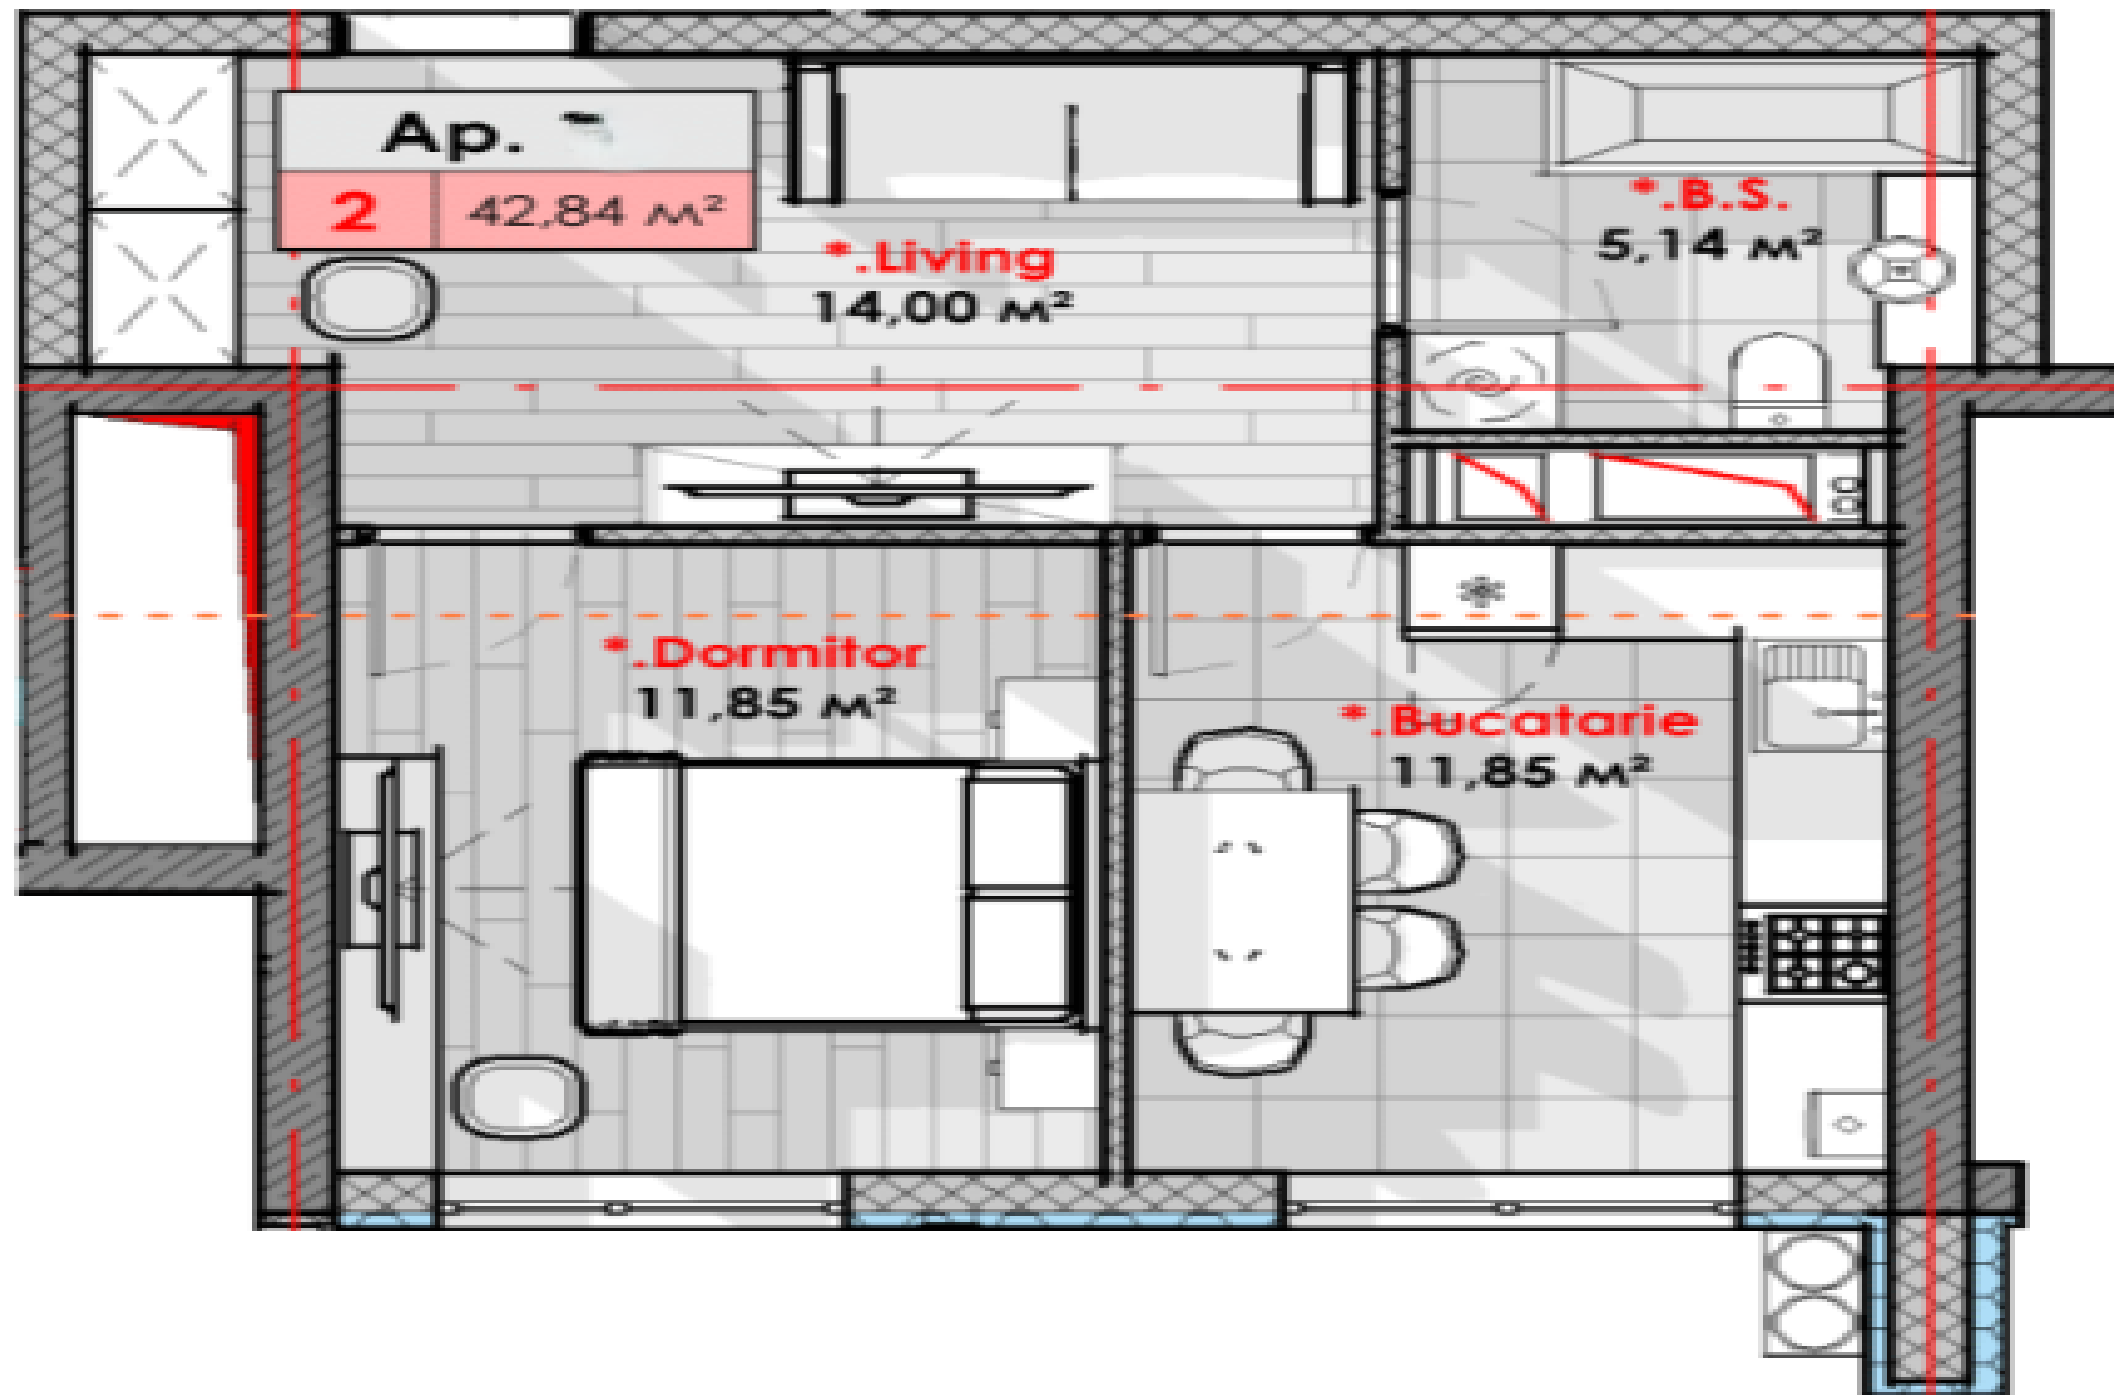 Ap.
2 42,84 м²
*.Living
14,00 м²
*.B.S.
5,14 м²
*.Dormitor
11,85 м²
*.Bucatarie
11,85 м²